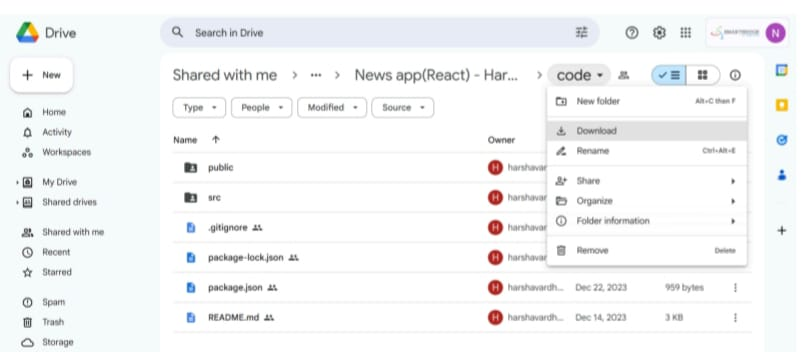 Drive
Search in Drive
N
New
Shared with me > ... > News app(React) - Har... > code
Type
People
Modified
Source
Home
Activity
Workspaces
My Drive
Shared drives
Shared with me
Recent
Starred
Spam
Trash
Storage
Name
Owner
public
H harshavar
src
H harshavar
.gitignore
H harshavar
package-lock.json
H harshavar
package.json
H harshavardh... Dec 22, 2023 959 bytes
README.md
H harshavardh... Dec 14, 2023 3 KB
New folder Alt+C then F
Download
Rename Ctrl+Alt+E
Share
Organize
Folder information
Remove Delete